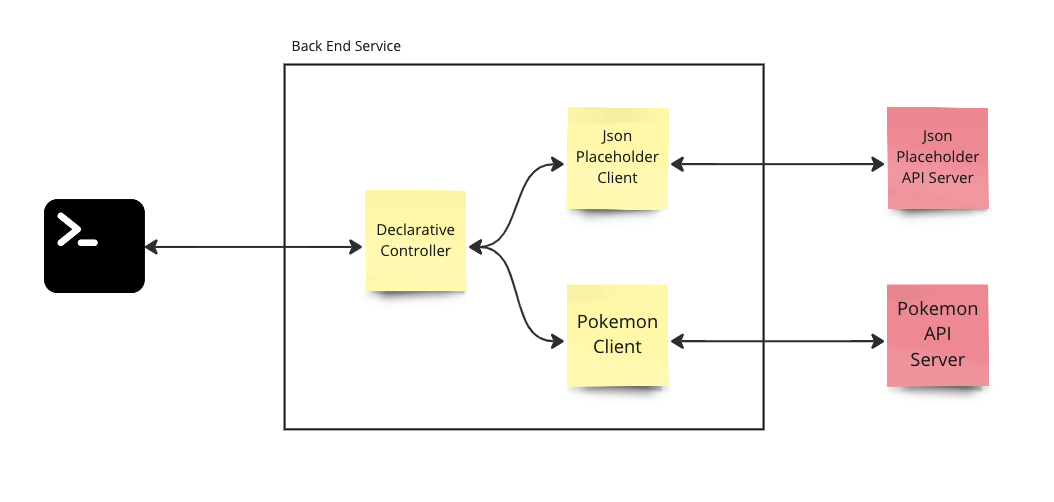 Back End Service
Json
Placeholder
Client
Json
Placeholder
API Server
Declarative
Controller
Pokemon
Client
Pokemon
API
Server